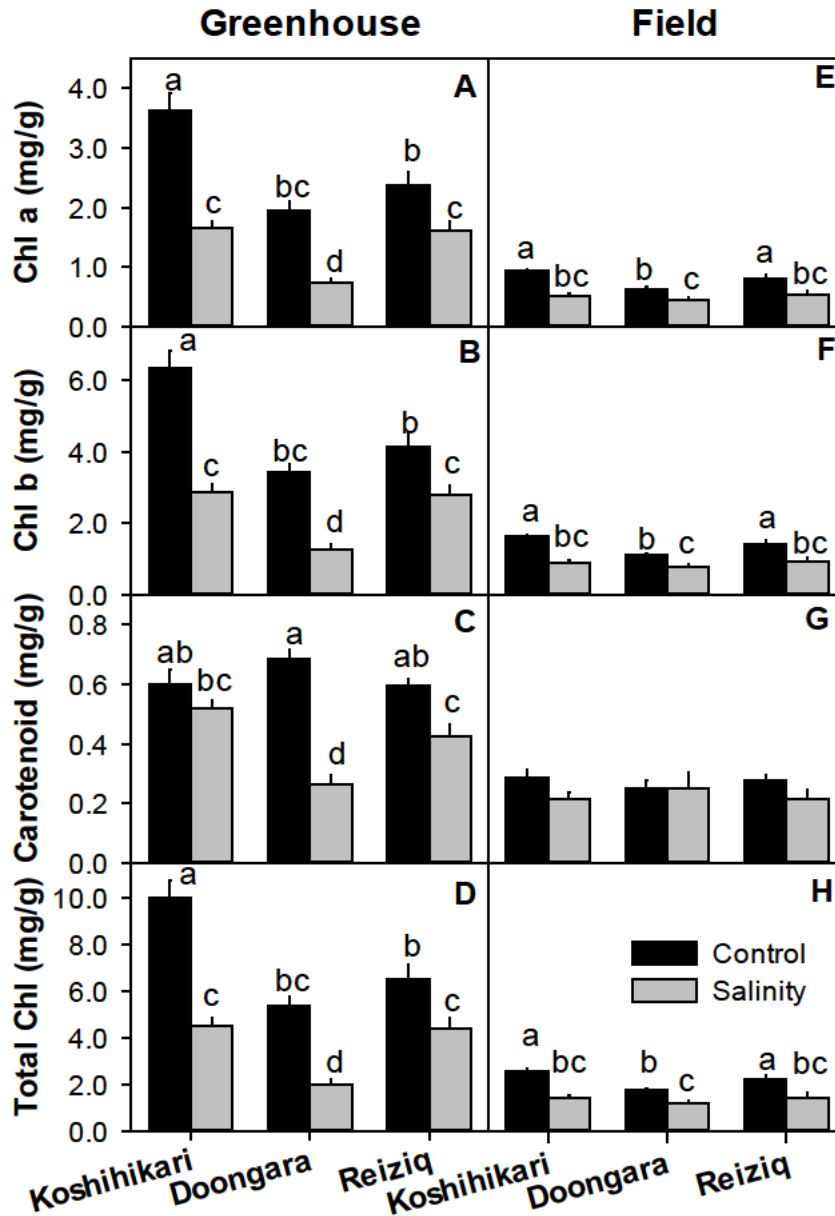 Greenhouse Field
Chl a (mg/g)
4.0
3.0
2.0
1.0
0.0
A
a
c
bc
d
b
c
E
a
bc
b
c
a
bc
Chl b (mg/g)
6.0
4.0
2.0
0.0
B
a
c
bc
d
b
c
F
a
bc
b
c
a
bc
Carotenoid (mg/g)
0.8
0.6
0.4
0.2
0.0
C
ab
bc
a
d
ab
c
G
Total Chl (mg/g)
10.0
8.0
6.0
4.0
2.0
0.0
D
a
c
bc
d
b
c
H
Control
Salinity
a
bc
b
c
a
bc
Koshihikari Doongara Reiziq Koshihikari Doongara Reiziq